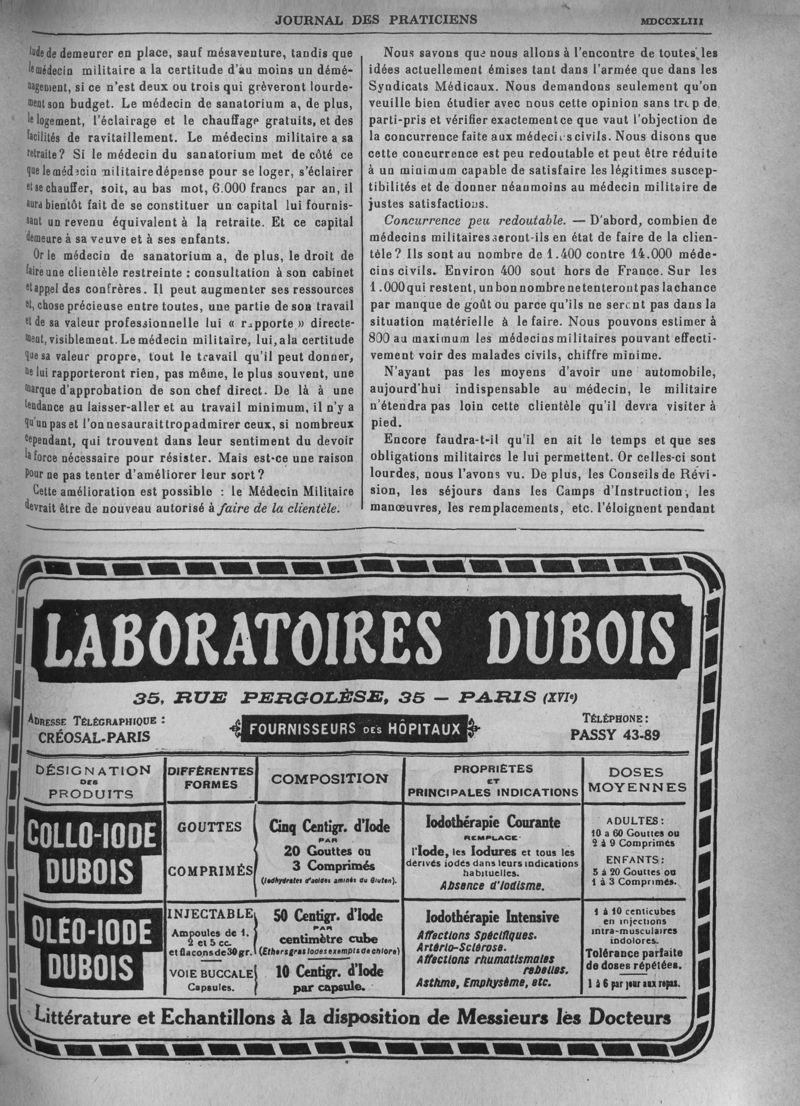 JOURNAL DES PRATICIENS
MDCCXLIII
tude de demeurer en place, sauf mésaventure, tandis que
le médecin militaire a la certitude d'au moins un démé-
nagement, si ce n'est deux ou trois qui grèveront lourde-
ment son budget. Le médecin de sanatorium a, de plus,
le logement, l'éclairage et le chauffage gratuits, et des
facilités de ravitaillement. Le médecins militaire a sa
retraite? Si le médecin du sanatorium met de côté ce
que le médecin militaire dépense pour se loger, s'éclairer
et se chauffer, soit, au bas mot, 6.000 francs par an, il
aura bientôt fait de se constituer un capital lui fournis-
sant un revenu équivalent à la retraite. Et ce capital
demeure à sa veuve et à ses enfants.
Or le médecin de sanatorium a, de plus, le droit de
faire une clientèle restreinte : consultation à son cabinet
et appel des confrères. Il peut augmenter ses ressources
et, chose précieuse entre toutes, une partie de son travail
et de sa valeur professionnelle lui « rapporte » directe-
ment, visiblement. Le médecin militaire, lui, a la certitude
que sa valeur propre, tout le travail qu'il peut donner,
ne lui rapporteront rien, pas même, le plus souvent, une
marque d'approbation de son chef direct. De là à une
tendance au laisser-aller et au travail minimum, il n'y a
qu'un pas et l'on ne saurait trop admirer ceux, si nombreux
cependant, qui trouvent dans leur sentiment du devoir
la force nécessaire pour résister. Mais est-ce une raison
pour ne pas tenter d'améliorer leur sort?
Cette amélioration est possible : le Médecin Militaire
devrait être de nouveau autorisé à faire de la clientèle.
Nous savons que nous allons à l'encontre de toutes les
idées actuellement émises tant dans l'armée que dans les
Syndicats Médicaux. Nous demandons seulement qu'on
veuille bien étudier avec nous cette opinion sans trop de
parti-pris et vérifier exactement ce que vaut l'objection de
la concurrence faite aux médecins civils. Nous disons que
cette concurrence est peu redoutable et peut être réduite
à un minimum capable de satisfaire les légitimes suscep-
tibilités et de donner néanmoins au médecin militaire de
justes satisfactions.
Concurrence peu redoutable. — D'abord, combien de
médecins militaires seront-ils en état de faire de la clien-
tèle? Ils sont au nombre de 1.400 contre 14.000 méde-
cins civils. Environ 400 sont hors de France. Sur les
1.000 qui restent, un bon nombre ne tenteront pas la chance
par manque de goût ou parce qu'ils ne seront pas dans la
situation matérielle à le faire. Nous pouvons estimer à
800 au maximum les médecins militaires pouvant effecti-
vement voir des malades civils, chiffre minime.
N'ayant pas les moyens d'avoir une automobile,
aujourd'hui indispensable au médecin, le militaire
n'étendra pas loin cette clientèle qu'il devra visiter à
pied.
Encore faudra-t-il qu'il en ait le temps et que ses
obligations militaires le lui permettent. Or celles-ci sont
lourdes, nous l'avons vu. De plus, les Conseils de Révi-
sion, les séjours dans les Camps d'Instruction, les
manœuvres, les remplacements, etc. l'éloignent pendant
LABORATOIRES DUBOIS
35, RUE PERGOLÈSE, 35 — PARIS (XVIe)
ADRESSE TÉLÉGRAPHIQUE :
CRÉOSAL-PARIS
FOURNISSEURS DES HÔPITAUX
TÉLÉPHONE :
PASSY 43-89
DÉSIGNATION
DES
PRODUITS
DIFFÉRENTES
FORMES
COMPOSITION
PROPRIÉTÉS
ET
PRINCIPALES INDICATIONS
DOSES
MOYENNES
COLLO-IODE
DUBOIS
GOUTTES
COMPRIMÉS
Cinq Centigr. d'Iode
PAR
20 Gouttes ou
3 Comprimés
(Iodhydrates d'acides aminés du Gluten).
Iodothérapie Courante
REMPLACE
l'Iode, les Iodures et tous les
dérivés iodés dans leurs indications
habituelles.
Absence d'Iodisme.
ADULTES :
10 a 60 Gouttes ou
2 à 9 Comprimés
ENFANTS :
5 à 20 Gouttes ou
1 à 3 Comprimés.
OLÉO-IODE
DUBOIS
INJECTABLE
Ampoules de 1,
2 et 5 cc.
et flacons de 30 gr.
VOIE BUCCALE
Capsules.
50 Centigr. d'Iode
PAR
centimètre cube
(Ethers gras iodés exempts de chlore)
10 Centigr. d'Iode
par capsule.
Iodothérapie Intensive
Affections Spécifiques.
Artério-Sclérose.
Affections rhumatismales
rebelles.
Asthme, Emphysème, etc.
1 à 10 centicubes
en injections
intra-musculaires
indolores.
Tolérance parfaite
de doses répétées.
1 à 6 par jour aux repas.
Littérature et Echantillons à la disposition de Messieurs les Docteurs